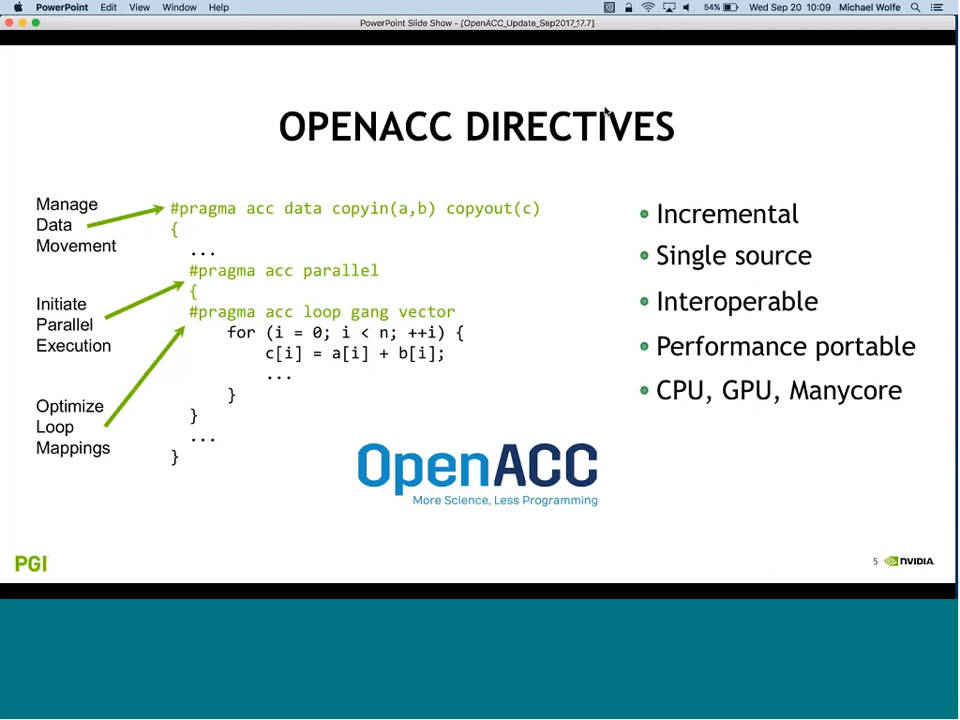 PowerPoint Edit View Window Help 54% Wed Sep 20 10:09 Michael Wolfe
PowerPoint Slide Show - [OpenACC_Update_Sep2017_17.7]
OPENACC DIRECTIVES
Manage
Data
Movement
Initiate
Parallel
Execution
Optimize
Loop
Mappings
#pragma acc data copyin(a,b) copyout(c)
{
...
#pragma acc parallel
{
#pragma acc loop gang vector
for (i = 0; i < n; ++i) {
c[i] = a[i] + b[i];
...
}
}
...
}
• Incremental
• Single source
• Interoperable
• Performance portable
• CPU, GPU, Manycore
OpenACC
More Science, Less Programming
PGI
5 NVIDIA